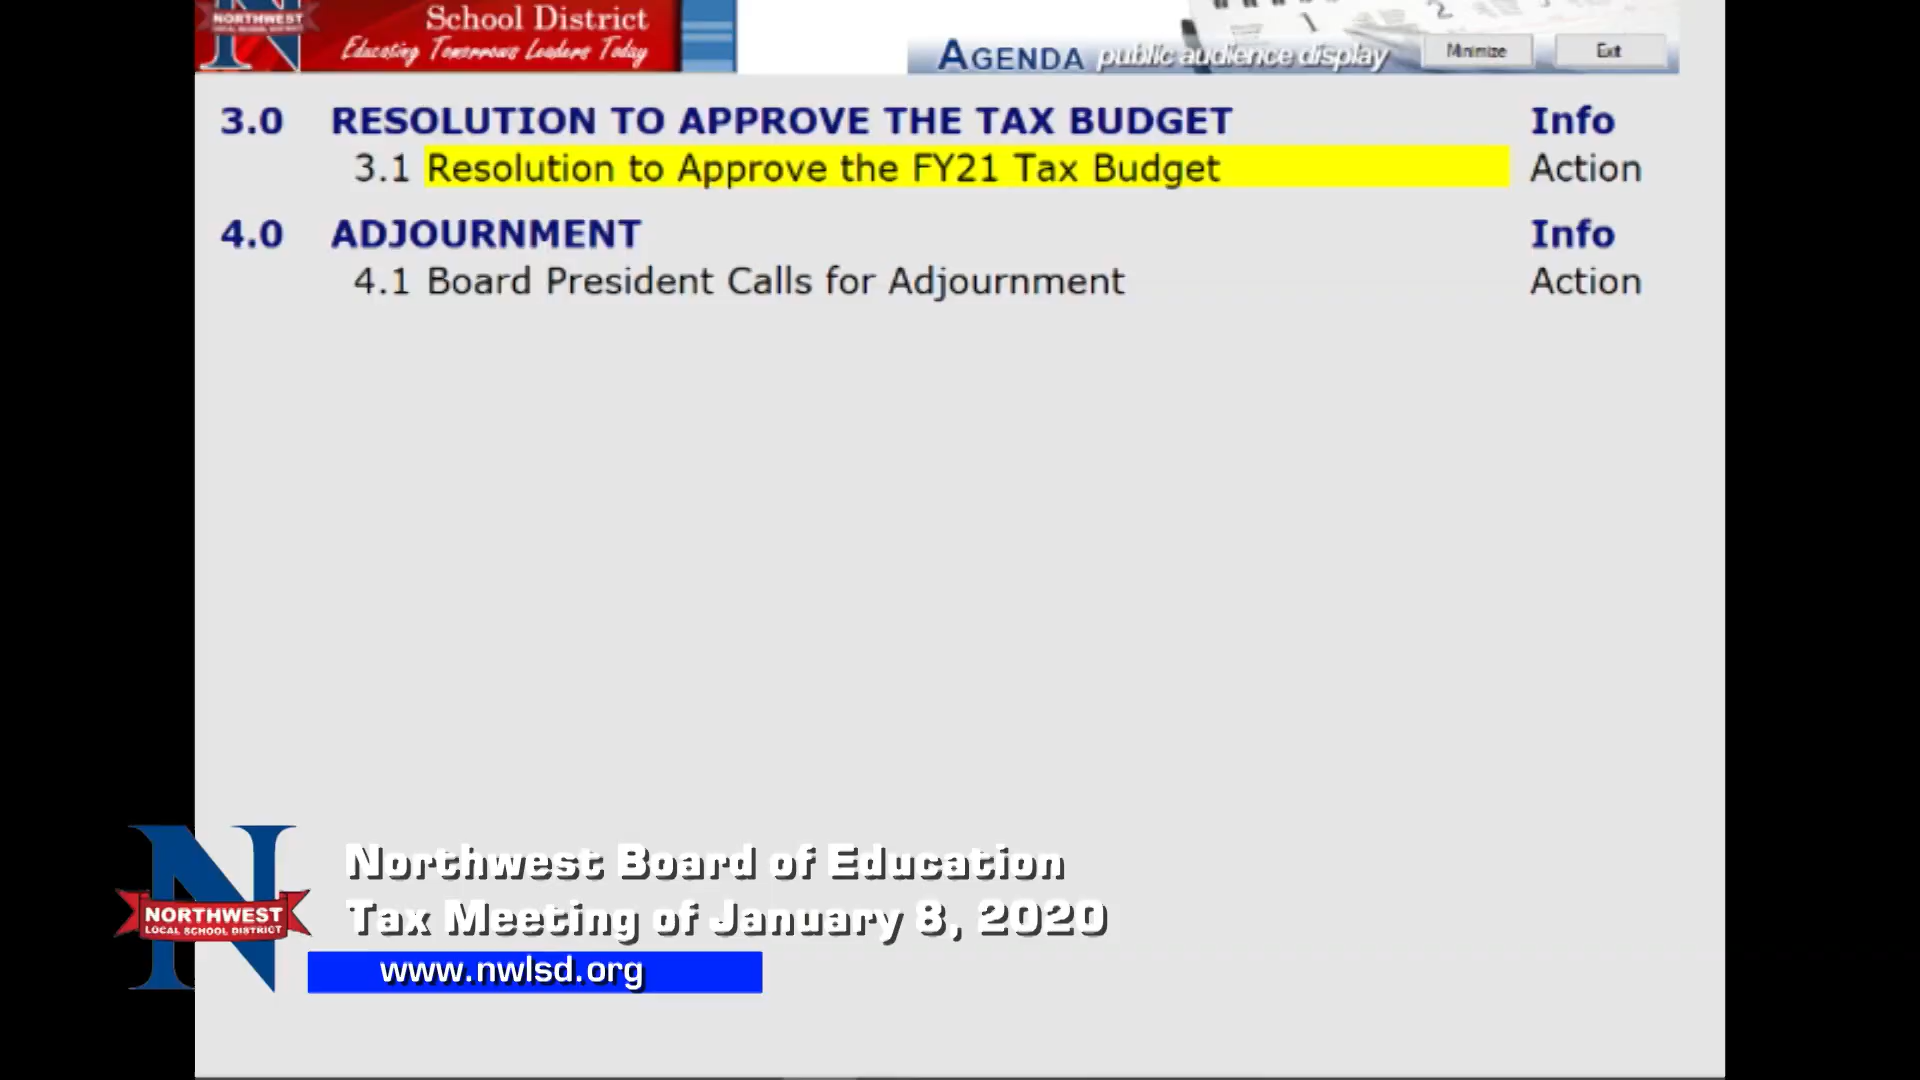 NORTHWEST
School District
Educating Tomorrows Leaders Today
AGENDA public audience display
1
2
Minimize
Exit
3.0 RESOLUTION TO APPROVE THE TAX BUDGET Info
3.1 Resolution to Approve the FY21 Tax Budget Action
4.0 ADJOURNMENT Info
4.1 Board President Calls for Adjournment Action
Northwest Board of Education
Tax Meeting of January 8, 2020
NORTHWEST
LOCAL SCHOOL DISTRICT
www.nwlsd.org